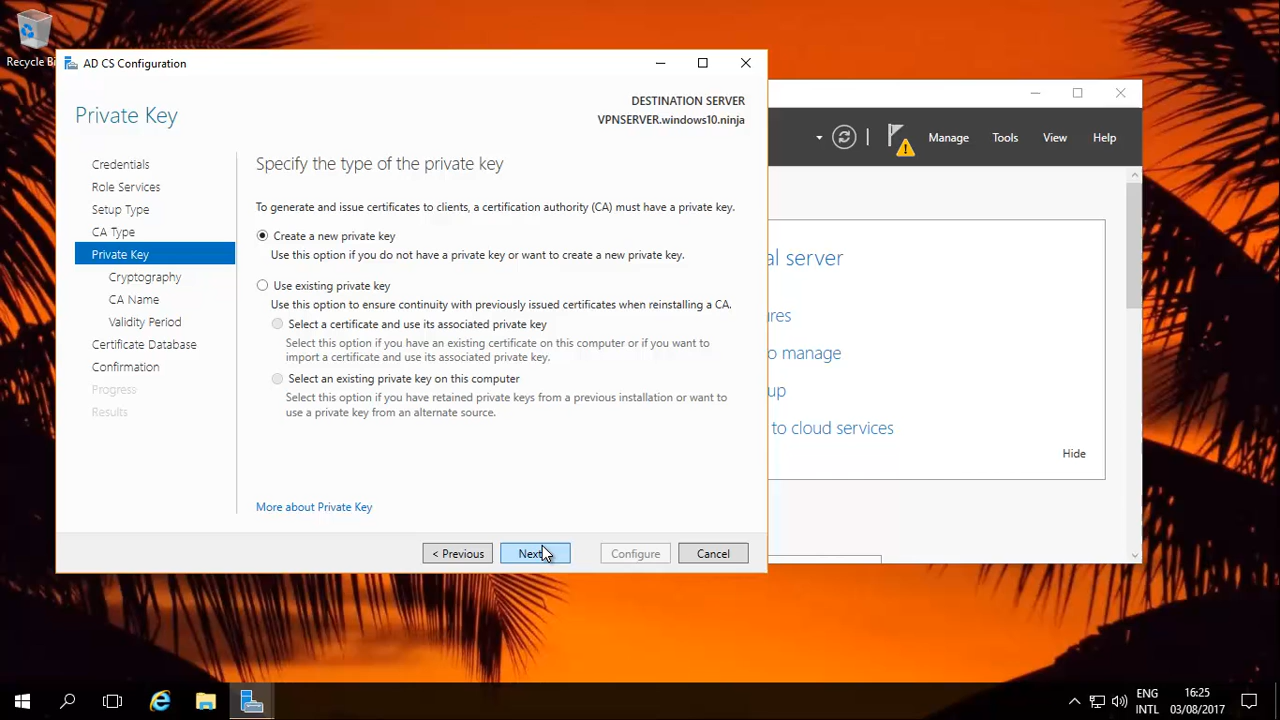 Recycle Bi
AD CS Configuration
Private Key
DESTINATION SERVER
VPNSERVER.windows10.ninja
Credentials
Role Services
Setup Type
CA Type
Private Key
Cryptography
CA Name
Validity Period
Certificate Database
Confirmation
Progress
Results
Specify the type of the private key
To generate and issue certificates to clients, a certification authority (CA) must have a private key.
Create a new private key
Use this option if you do not have a private key or want to create a new private key.
Use existing private key
Use this option to ensure continuity with previously issued certificates when reinstalling a CA.
Select a certificate and use its associated private key
Select this option if you have an existing certificate on this computer or if you want to
import a certificate and use its associated private key.
Select an existing private key on this computer
Select this option if you have retained private keys from a previous installation or want to
use a private key from an alternate source.
More about Private Key
< Previous
Next
Configure
Cancel
Manage
Tools
View
Help
al server
ures
o manage
up
to cloud services
Hide
ENG
INTL
16:25
03/08/2017